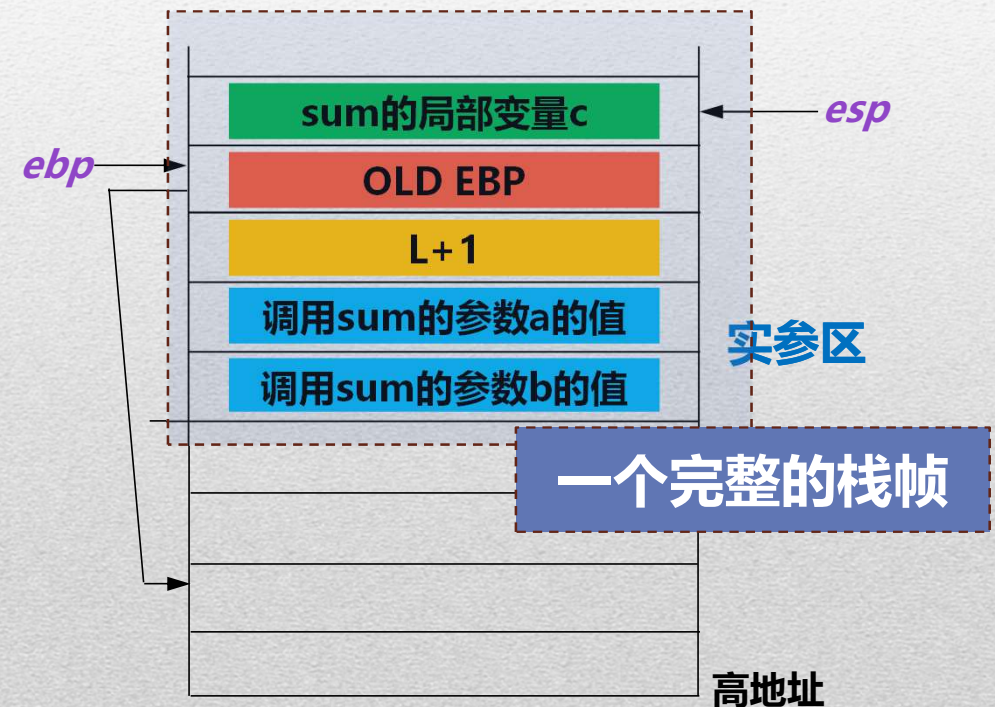 sum的局部变量c
esp
ebp
OLD EBP
L+1
调用sum的参数a的值
实参区
调用sum的参数b的值
一个完整的栈帧
高地址